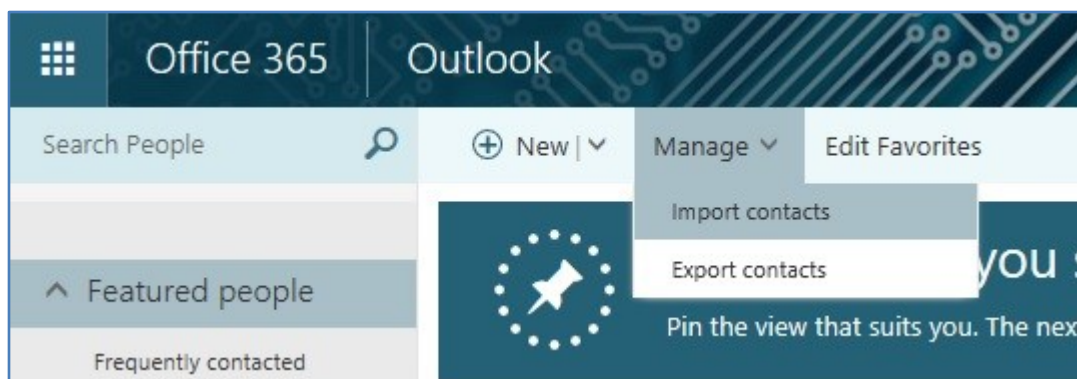 Office 365 Outlook
Search People New Manage Edit Favorites
Import contacts
you
Export contacts
Featured people
Pin the view that suits you. The nex
Frequently contacted